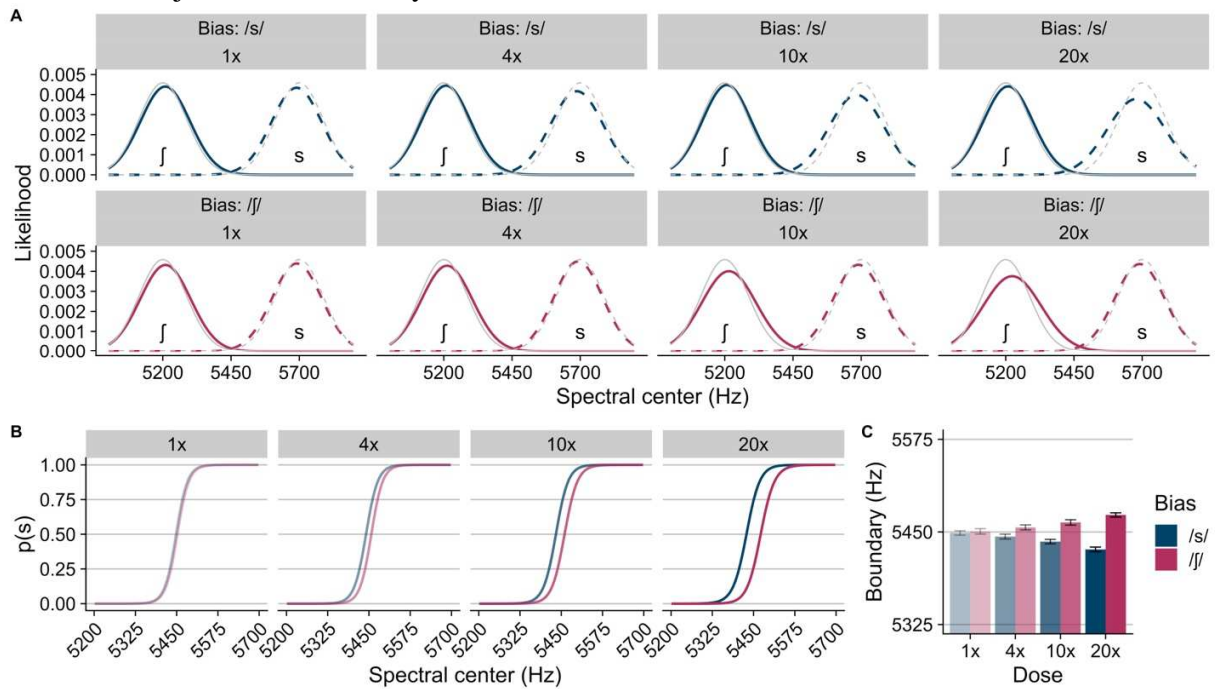 A
Bias: /s/ Bias: /s/ Bias: /s/ Bias: /s/
1x 4x 10x 20x
0.005
0.004
0.003
0.002
0.001
0.000
ʃ s ʃ s ʃ s ʃ s
Likelihood
Bias: /ʃ/ Bias: /ʃ/ Bias: /ʃ/ Bias: /ʃ/
1x 4x 10x 20x
0.005
0.004
0.003
0.002
0.001
0.000
ʃ s ʃ s ʃ s ʃ s
5200 5450 5700 5200 5450 5700 5200 5450 5700 5200 5450 5700
Spectral center (Hz)
B
1x 4x 10x 20x
1.00
0.75
0.50
0.25
0.00
p(s)
5200 5325 5450 5575 5700 5200 5325 5450 5575 5700 5200 5325 5450 5575 5700 5200 5325 5450 5575 5700
Spectral center (Hz)
C
5575
5450
5325
Boundary (Hz)
1x 4x 10x 20x
Dose
Bias
/s/
/ʃ/